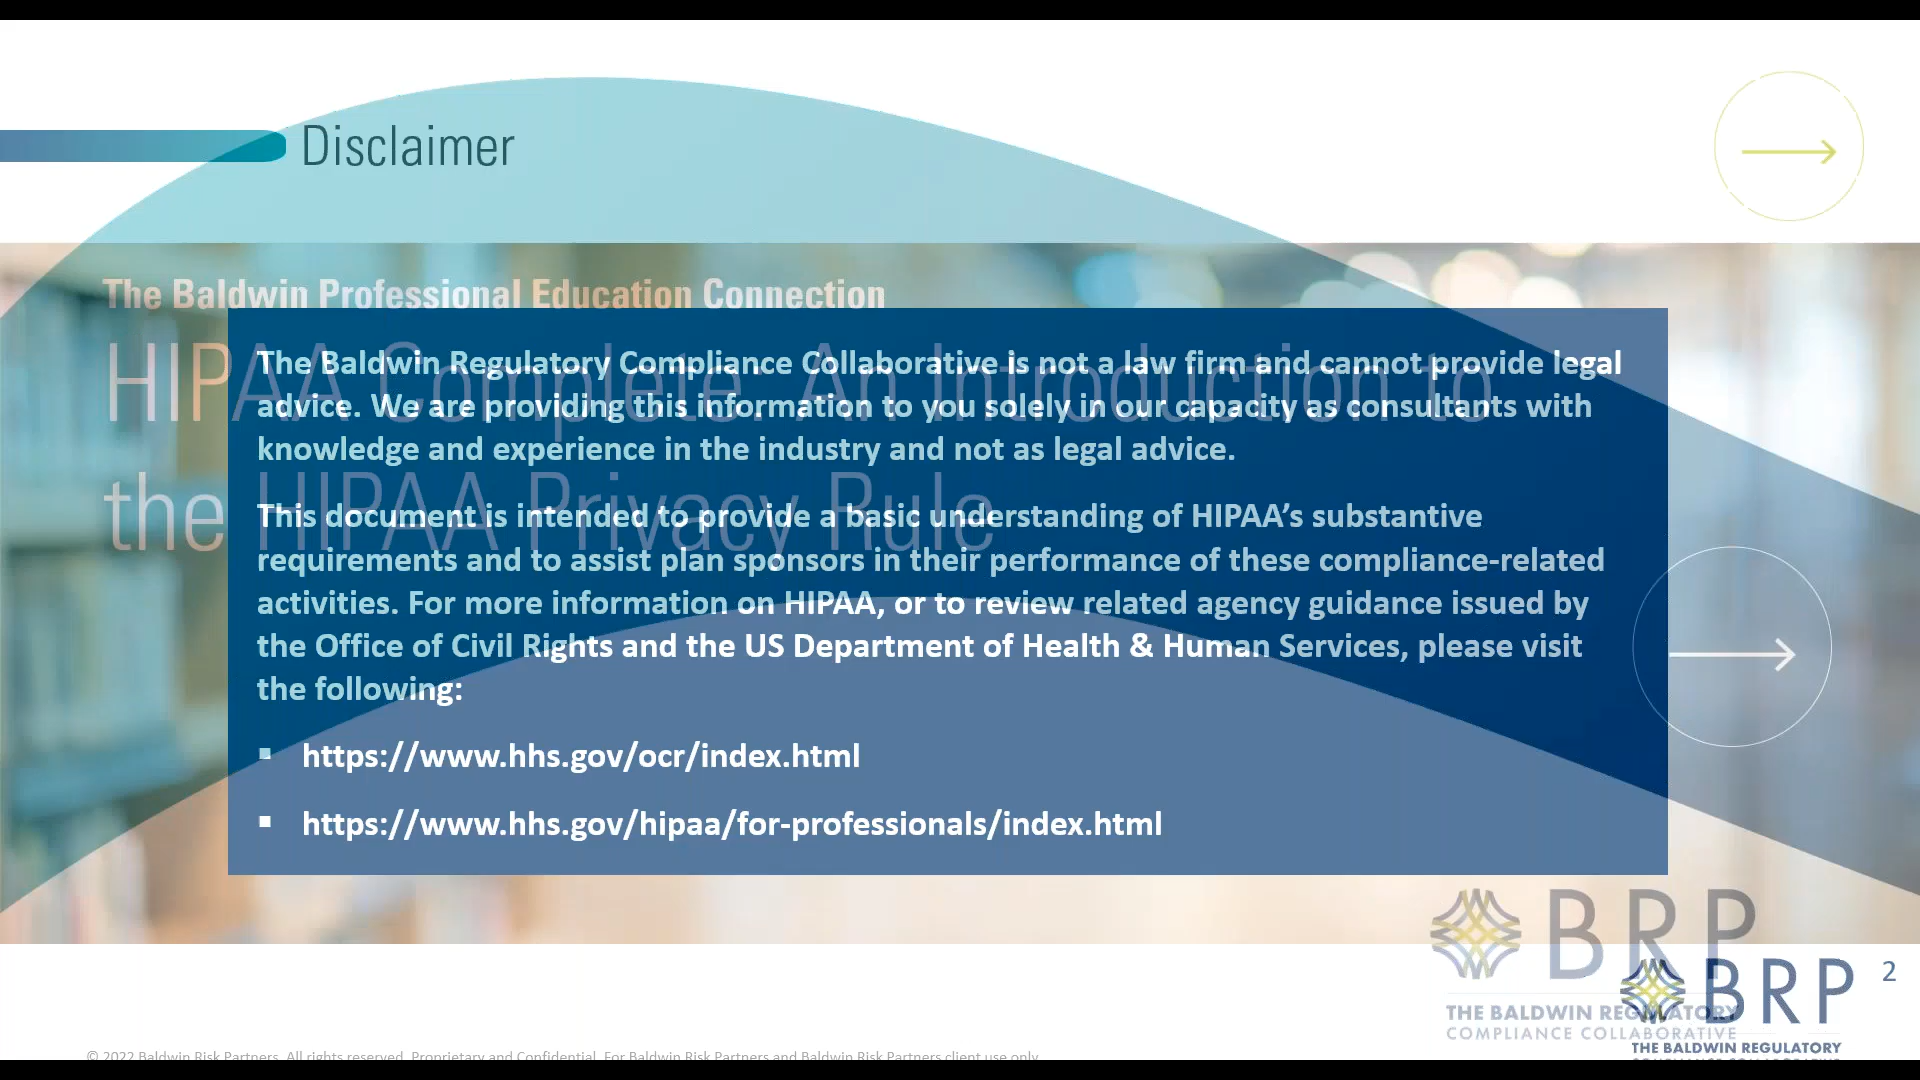 Disclaimer
The Baldwin Professional Education Connection
HIPAA Complete: An Introduction to
the HIPAA Privacy Rule
The Baldwin Regulatory Compliance Collaborative is not a law firm and cannot provide legal
advice. We are providing this information to you solely in our capacity as consultants with
knowledge and experience in the industry and not as legal advice.
This document is intended to provide a basic understanding of HIPAA’s substantive
requirements and to assist plan sponsors in their performance of these compliance-related
activities. For more information on HIPAA, or to review related agency guidance issued by
the Office of Civil Rights and the US Department of Health & Human Services, please visit
the following:
▪ https://www.hhs.gov/ocr/index.html
▪ https://www.hhs.gov/hipaa/for-professionals/index.html
BRP
THE BALDWIN REGULATORY
COMPLIANCE COLLABORATIVE
BRP
2
THE BALDWIN REGULATORY
© 2022 Baldwin Risk Partners. All rights reserved. Proprietary and Confidential. For Baldwin Risk Partners and Baldwin Risk Partners client use only.